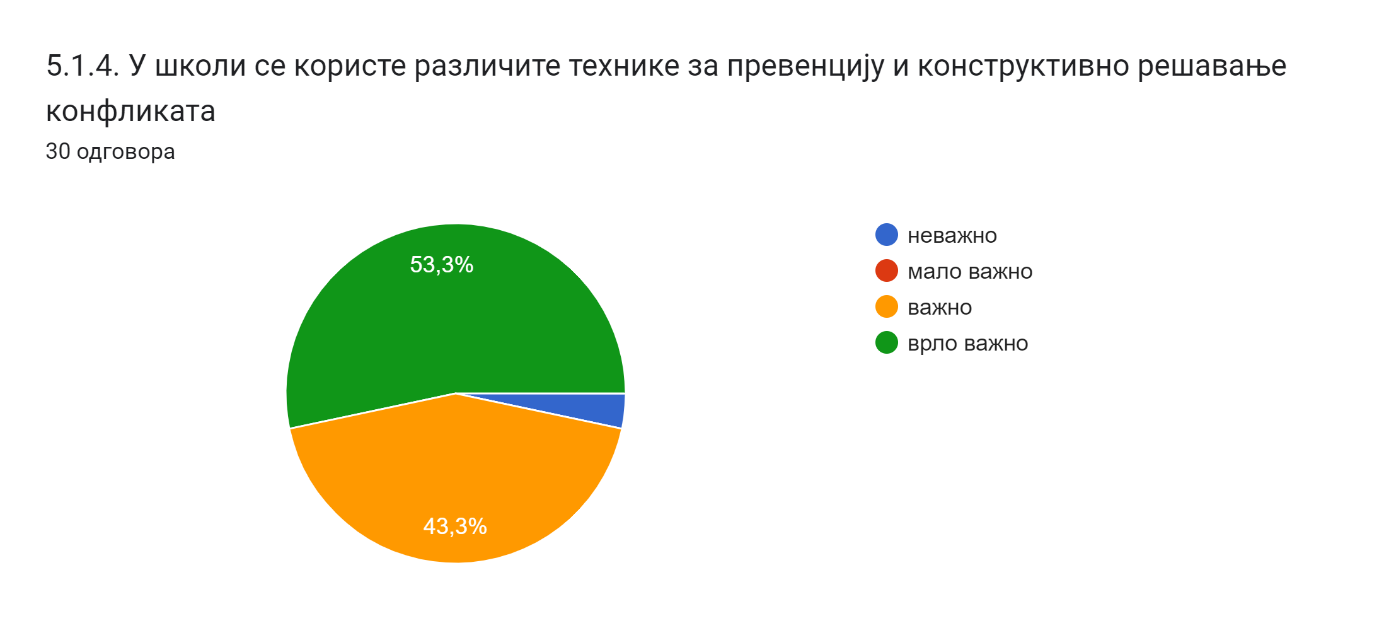 5.1.4. У школи се користе различите технике за превенцију и конструктивно решавање
конфликата
30 одговора
неважно
мало важно
важно
врло важно
53,3%
43,3%